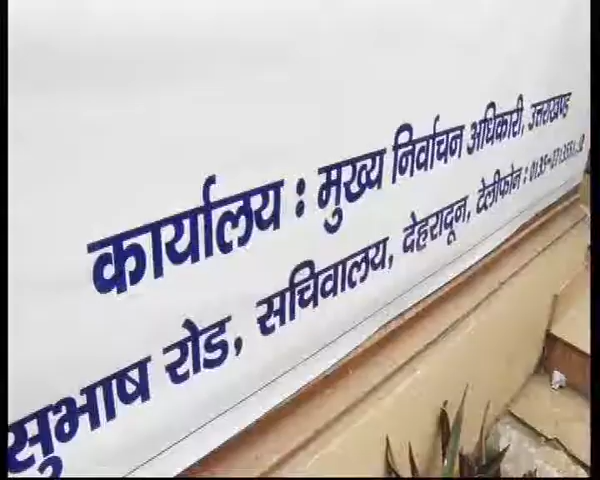 कार्यालय : मुख्य निर्वाचन अधिकारी, उत्तराखण्ड
सुभाष रोड, सचिवालय, देहरादून, टेलीफोन :